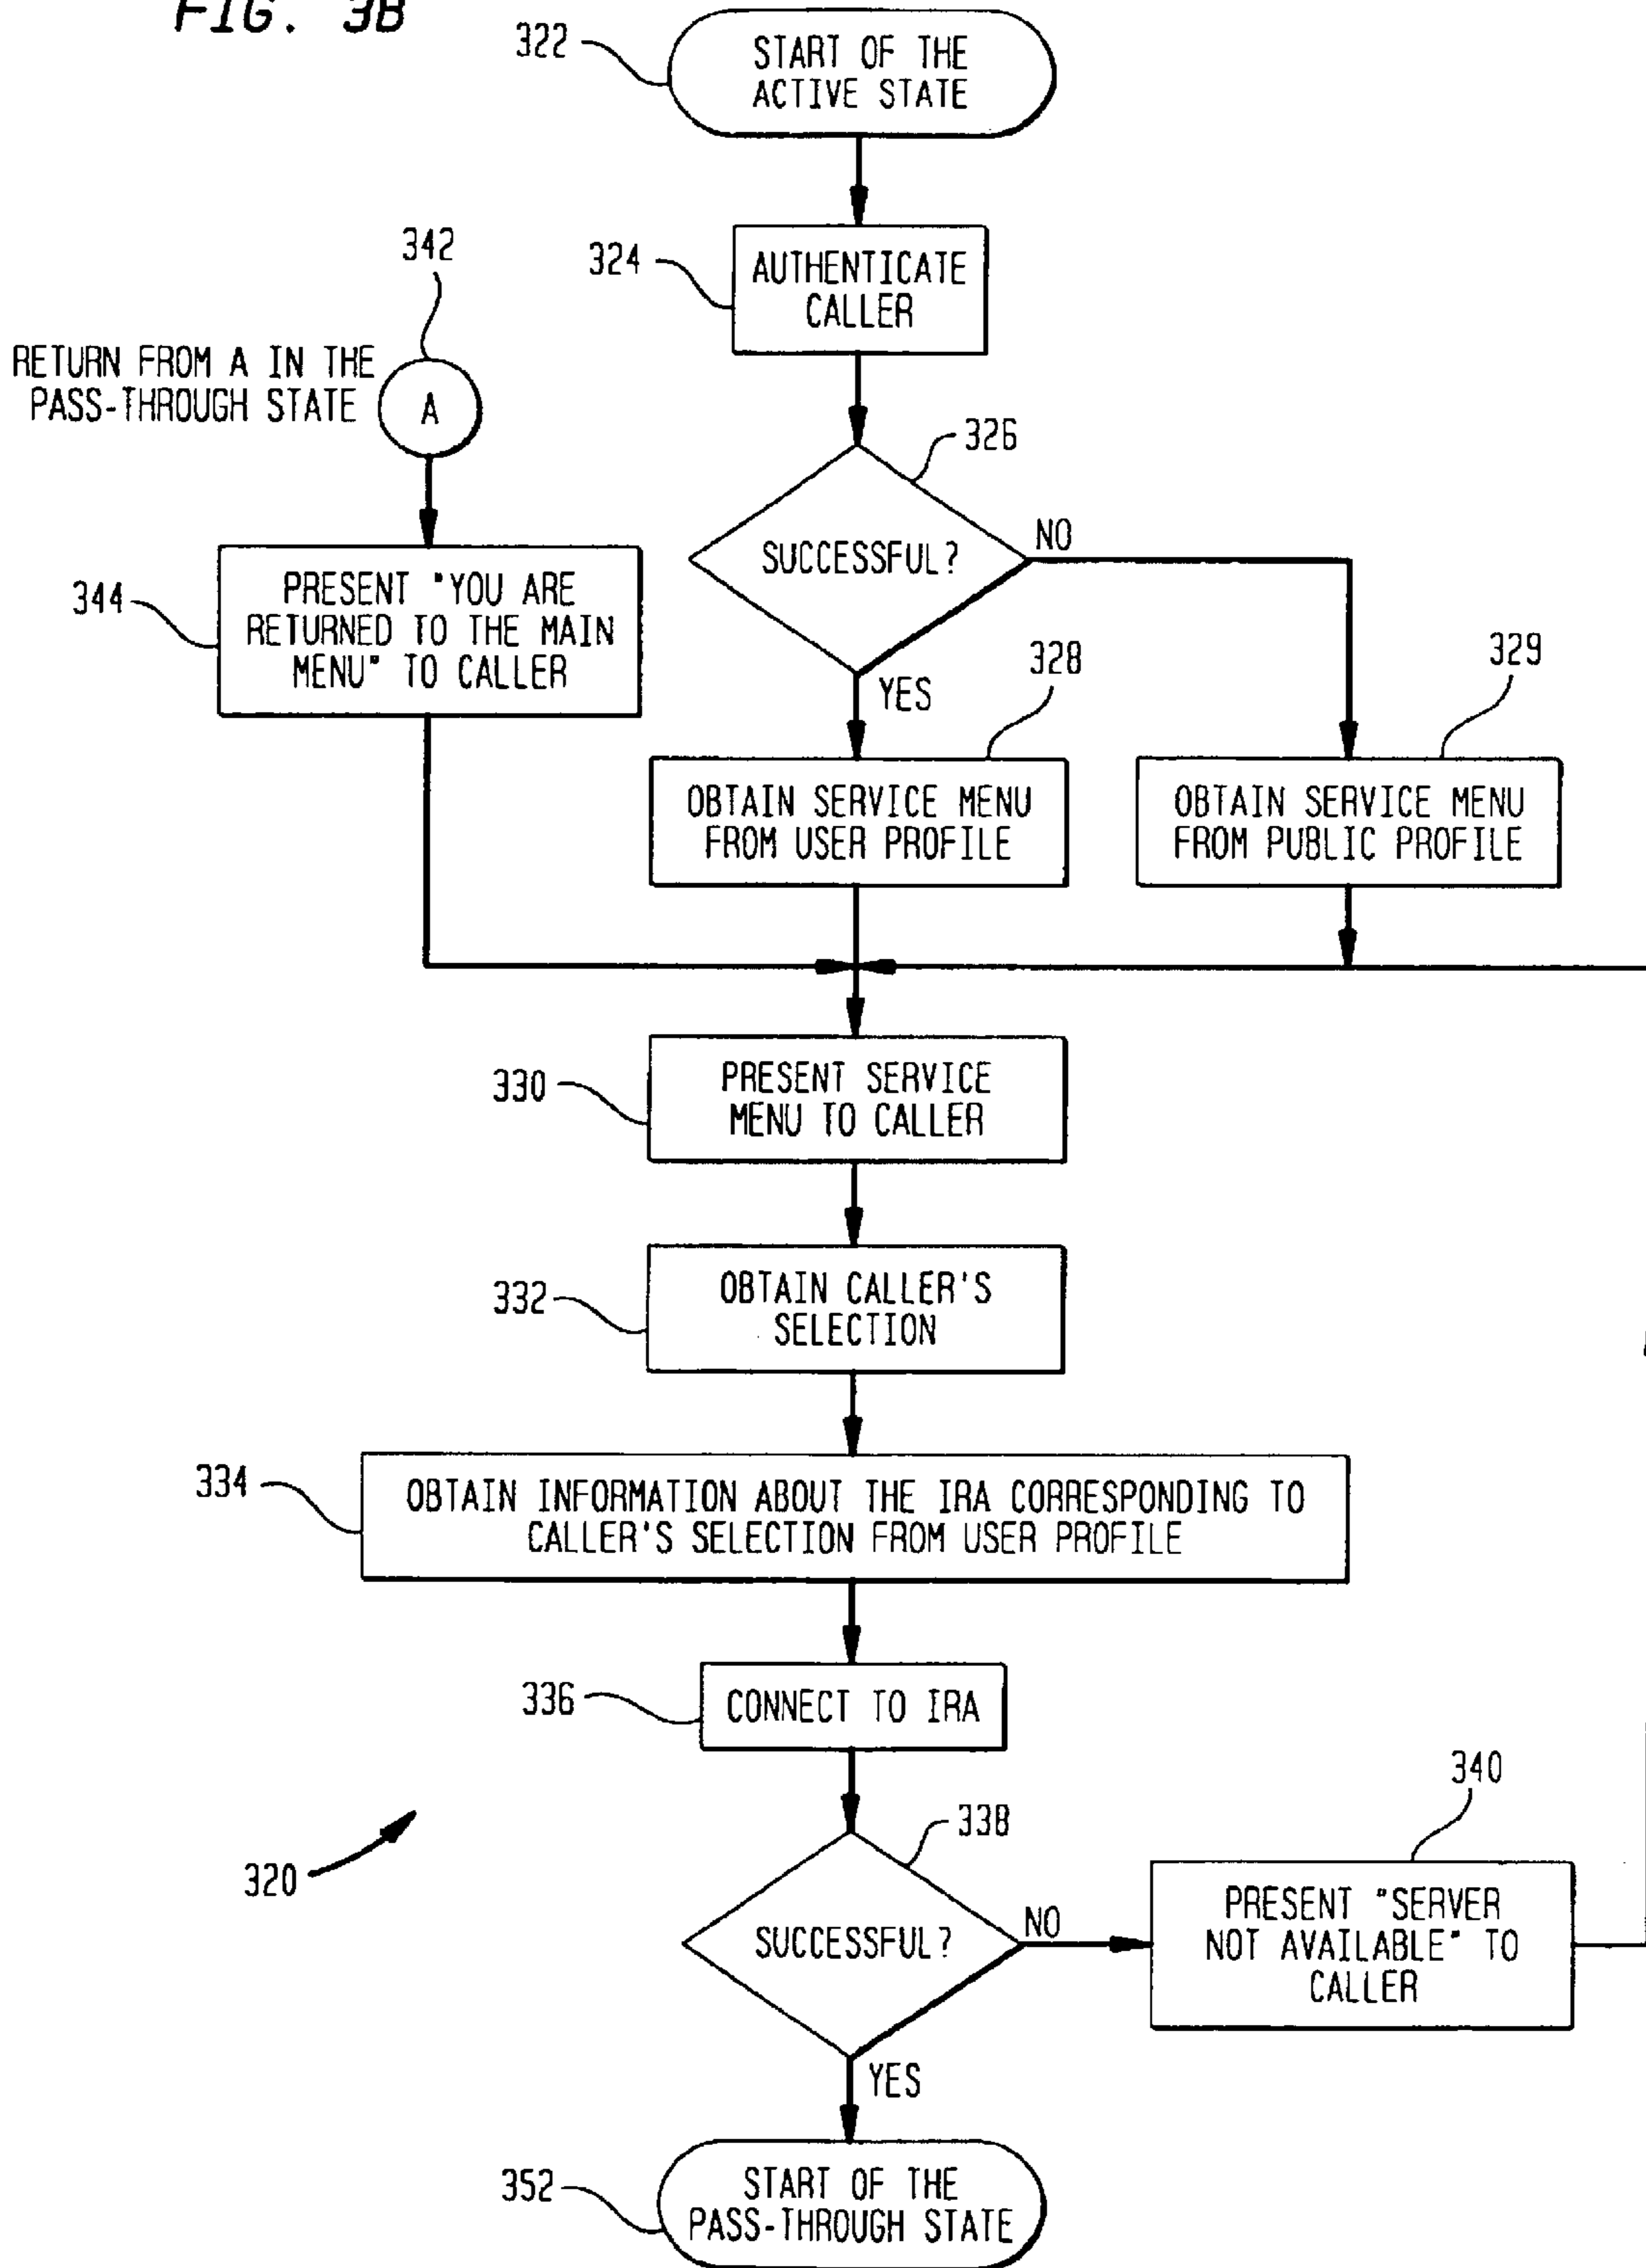 FIG. 3B
322
START OF THE
ACTIVE STATE
324
AUTHENTICATE
CALLER
342
RETURN FROM A IN THE
PASS-THROUGH STATE
A
326
SUCCESSFUL?
NO
YES
344
PRESENT "YOU ARE
RETURNED TO THE MAIN
MENU" TO CALLER
328
OBTAIN SERVICE MENU
FROM USER PROFILE
329
OBTAIN SERVICE MENU
FROM PUBLIC PROFILE
330
PRESENT SERVICE
MENU TO CALLER
332
OBTAIN CALLER'S
SELECTION
334
OBTAIN INFORMATION ABOUT THE IRA CORRESPONDING TO
CALLER'S SELECTION FROM USER PROFILE
336
CONNECT TO IRA
320
338
SUCCESSFUL?
NO
YES
340
PRESENT "SERVER
NOT AVAILABLE" TO
CALLER
352
START OF THE
PASS-THROUGH STATE